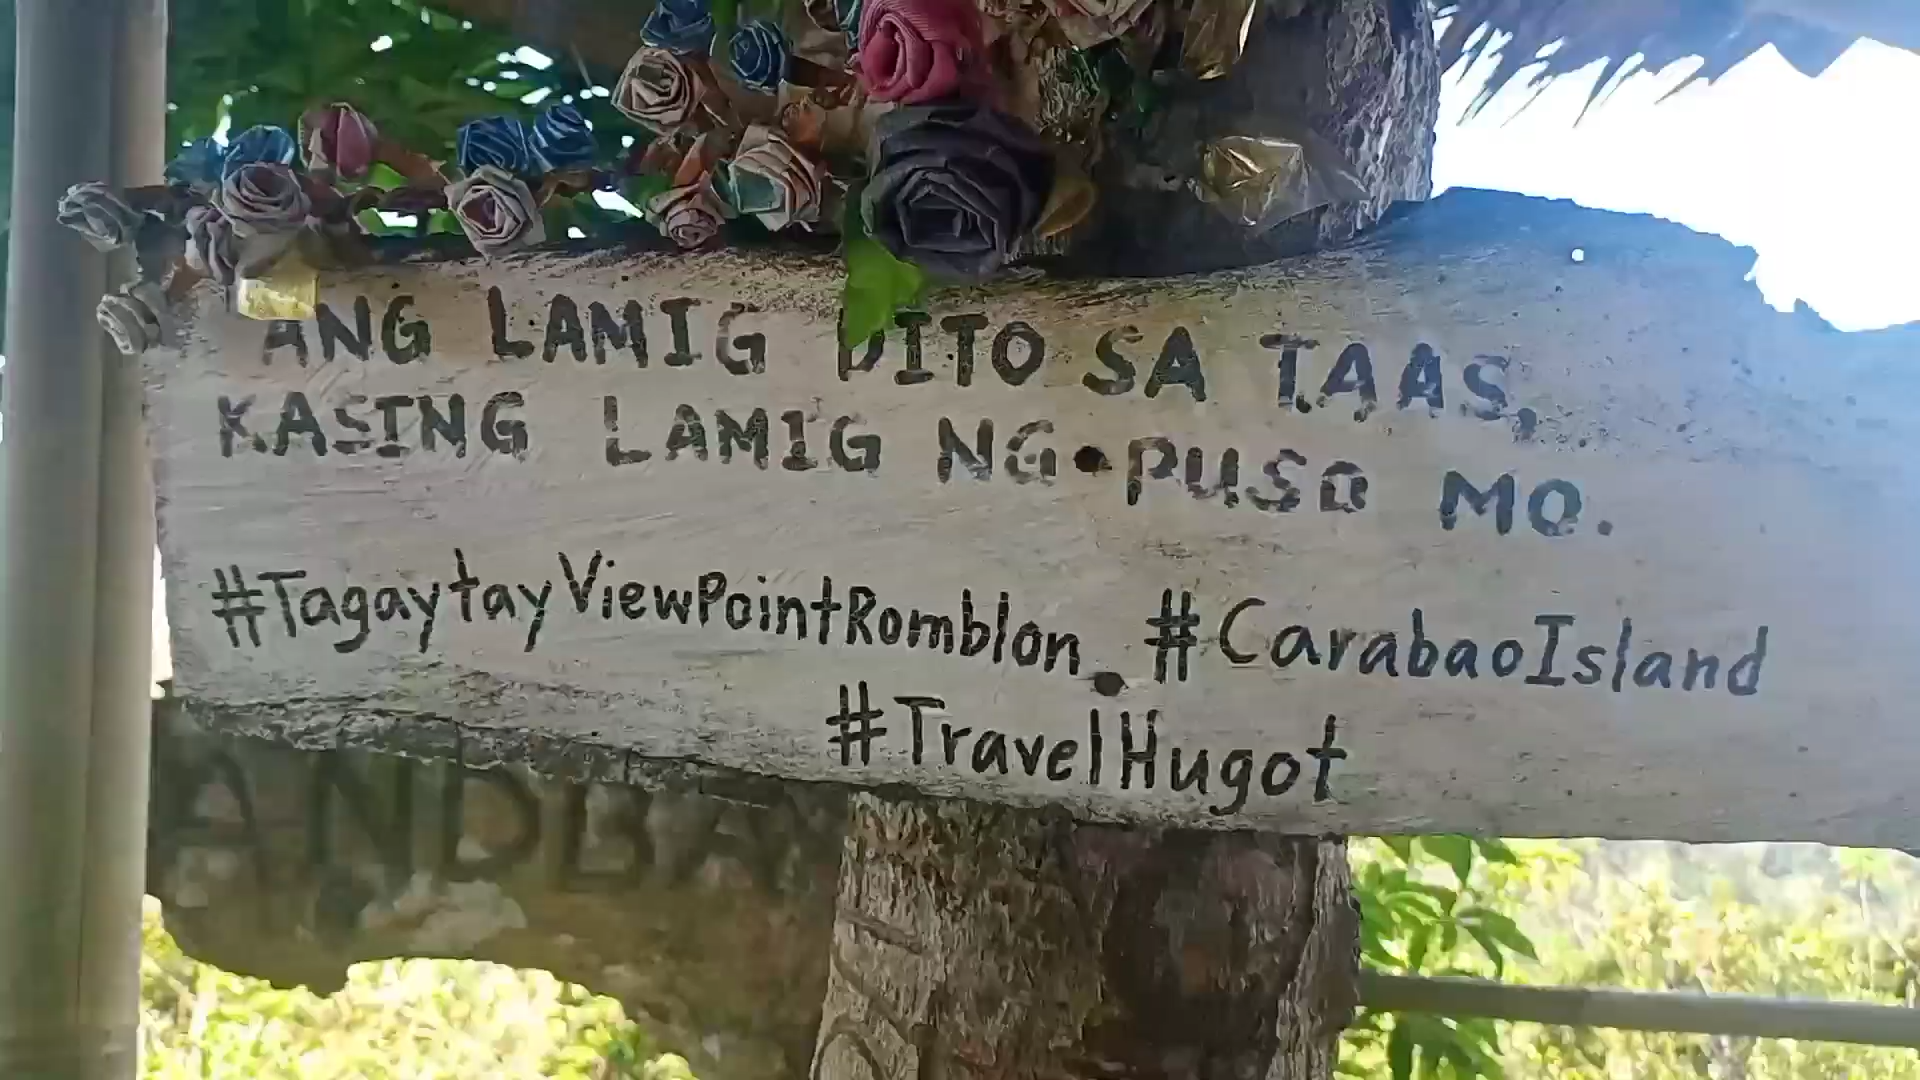 ANG LAMIG DITO SA TAAS,
KASING LAMIG NG PUSO MO.
#TagaytayViewPointRomblon #CarabaoIsland
#TravelHugot